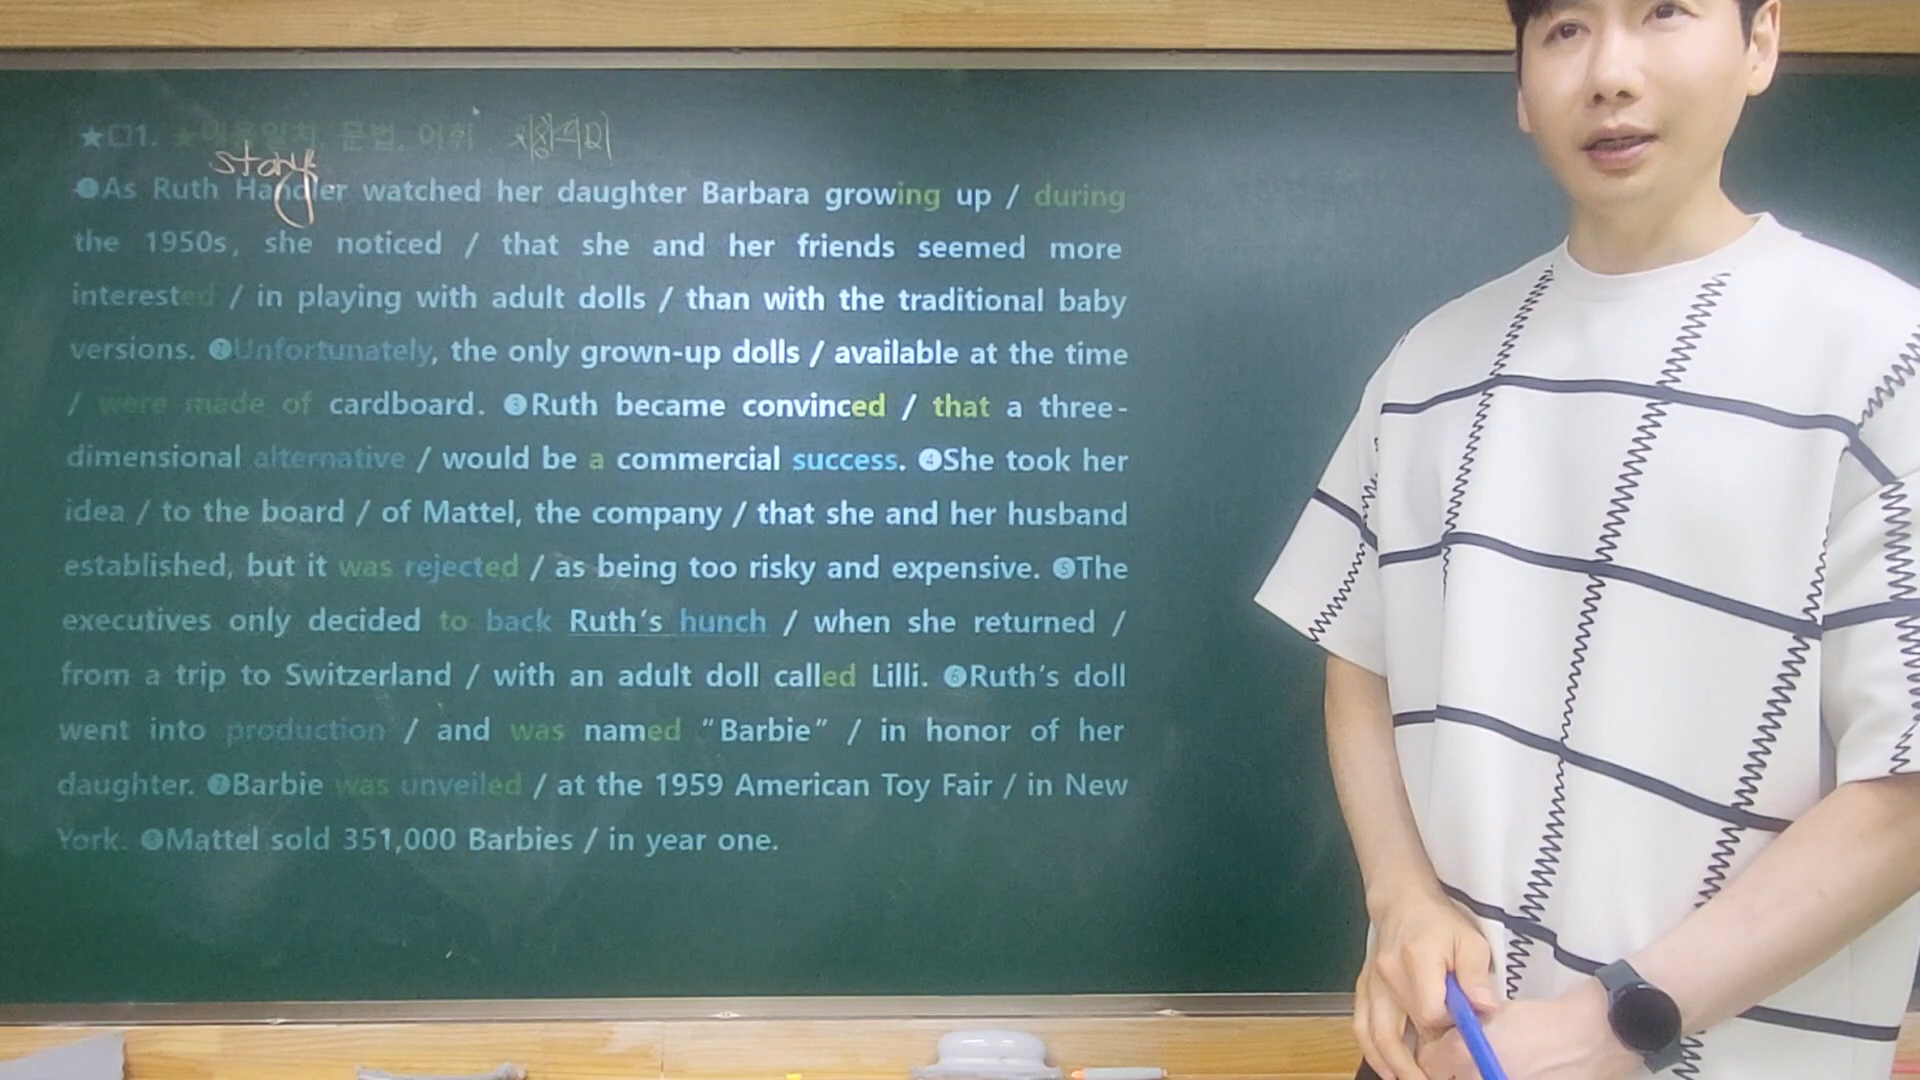 ★□1. ★내용일치, 문법, 어휘, 지칭의미
story
❶As Ruth Handler watched her daughter Barbara growing up / during
the 1950s, she noticed / that she and her friends seemed more
interested / in playing with adult dolls / than with the traditional baby
versions. ❷Unfortunately, the only grown-up dolls / available at the time
/ were made of cardboard. ❸Ruth became convinced / that a three-
dimensional alternative / would be a commercial success. ❹She took her
idea / to the board / of Mattel, the company / that she and her husband
established, but it was rejected / as being too risky and expensive. ❺The
executives only decided to back Ruth's hunch / when she returned /
from a trip to Switzerland / with an adult doll called Lilli. ❻Ruth's doll
went into production / and was named "Barbie" / in honor of her
daughter. ❼Barbie was unveiled / at the 1959 American Toy Fair / in New
York. ❽Mattel sold 351,000 Barbies / in year one.